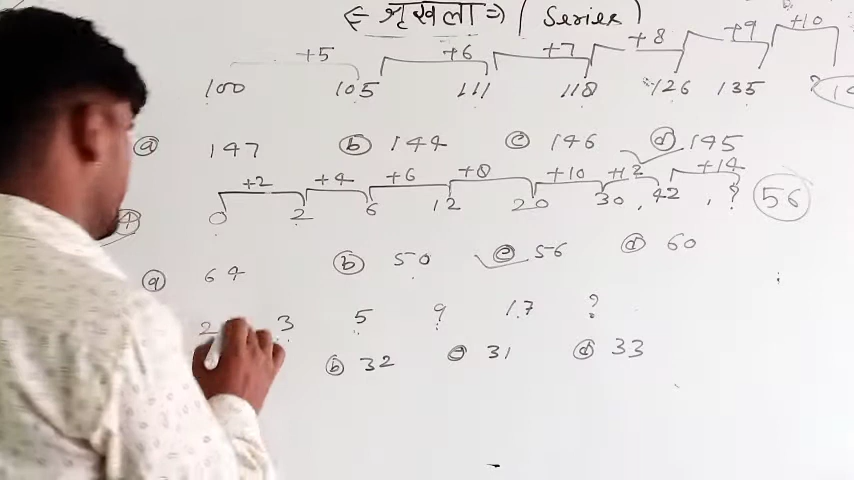 ⇐ शृंखला ⇒ ( Series )
+5 +6 +7 +8 +9 +10
100 105 111 118 126 135 ?
ⓐ 147 ⓑ 144 ⓒ 146 ⓓ 145
+2 +4 +6 +8 +10 +12 +14
0 2 6 12 20 30, 42, ? 56
ⓐ 64 ⓑ 50 ⓒ 56 ⓓ 60
2 3 5 9 17 ?
ⓑ 32 ⓒ 31 ⓓ 33